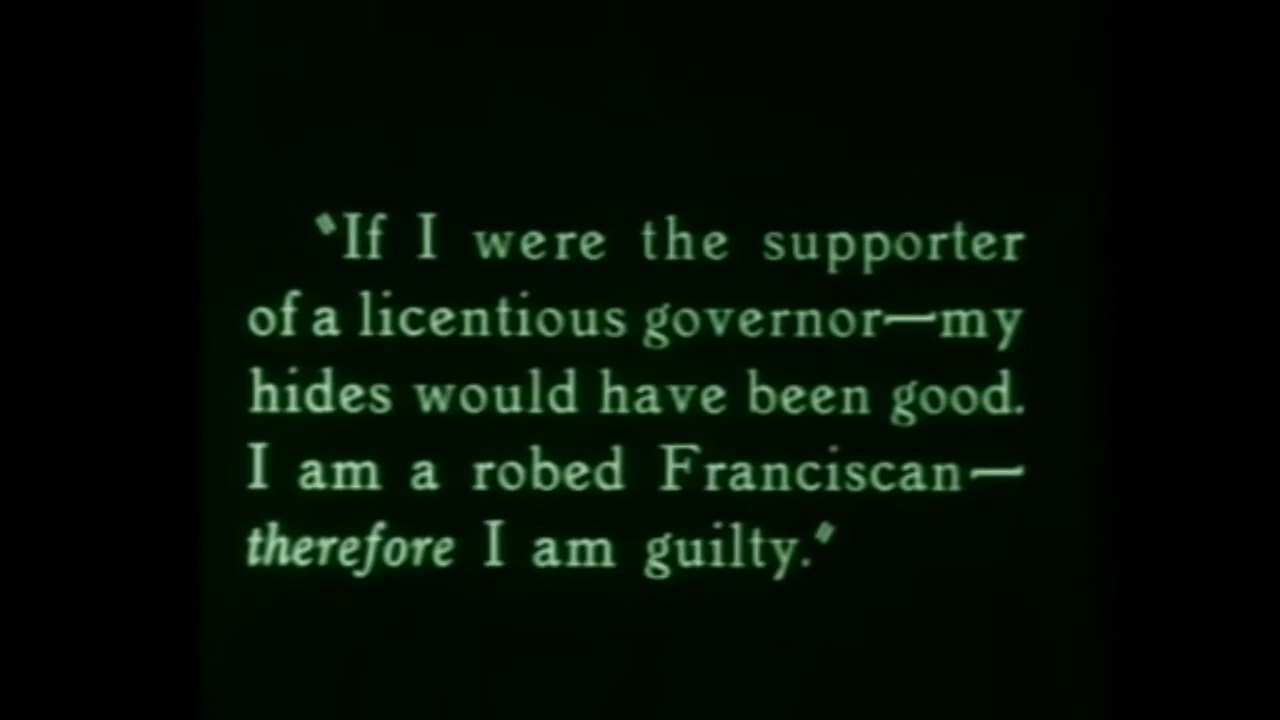 "If I were the supporter
of a licentious governor—my
hides would have been good.
I am a robed Franciscan—
therefore I am guilty."